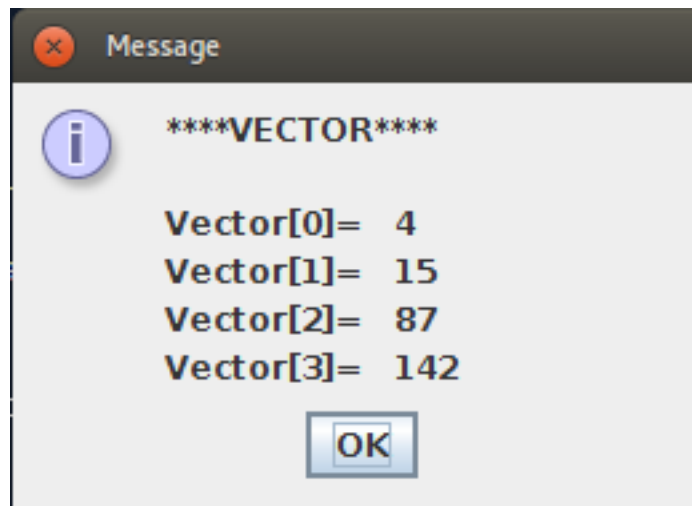 Message
****VECTOR****
Vector[0]= 4
Vector[1]= 15
Vector[2]= 87
Vector[3]= 142
OK